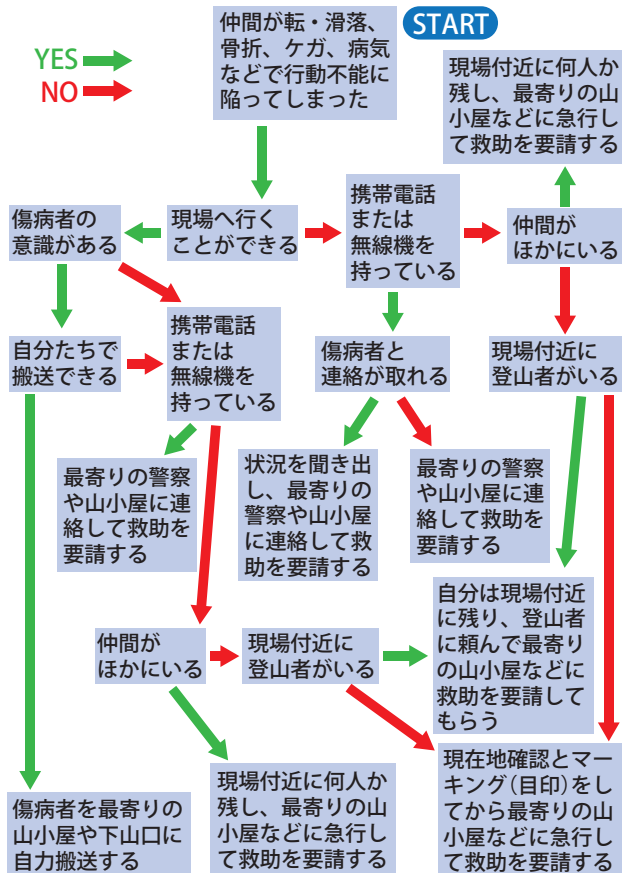 START
仲間が転・滑落、
骨折、ケガ、病気
などで行動不能に
陥ってしまった
YES
NO
現場付近に何人か
残し、最寄りの山
小屋などに急行して
救助を要請する
傷病者の
意識がある
現場へ行く
ことができる
携帯電話
または
無線機を
持っている
仲間が
ほかにいる
自分たちで
搬送できる
携帯電話
または
無線機を
持っている
傷病者と
連絡が取れる
現場付近に
登山者がいる
最寄りの警察
や山小屋に連
絡して救助を
要請する
状況を聞き出
し、最寄りの
警察や山小屋
に連絡して救
助を要請する
最寄りの警察
や山小屋に連
絡して救助を
要請する
仲間が
ほかにいる
現場付近に
登山者がいる
自分は現場付近
に残り、登山者
に頼んで最寄り
の山小屋などに
救助を要請して
もらう
傷病者を最寄りの
山小屋や下山口に
自力搬送する
現場付近に何人か
残し、最寄りの山
小屋などに急行し
て救助を要請する
現在地確認とマー
キング(目印)をし
てから最寄りの山
小屋などに急行し
て救助を要請する